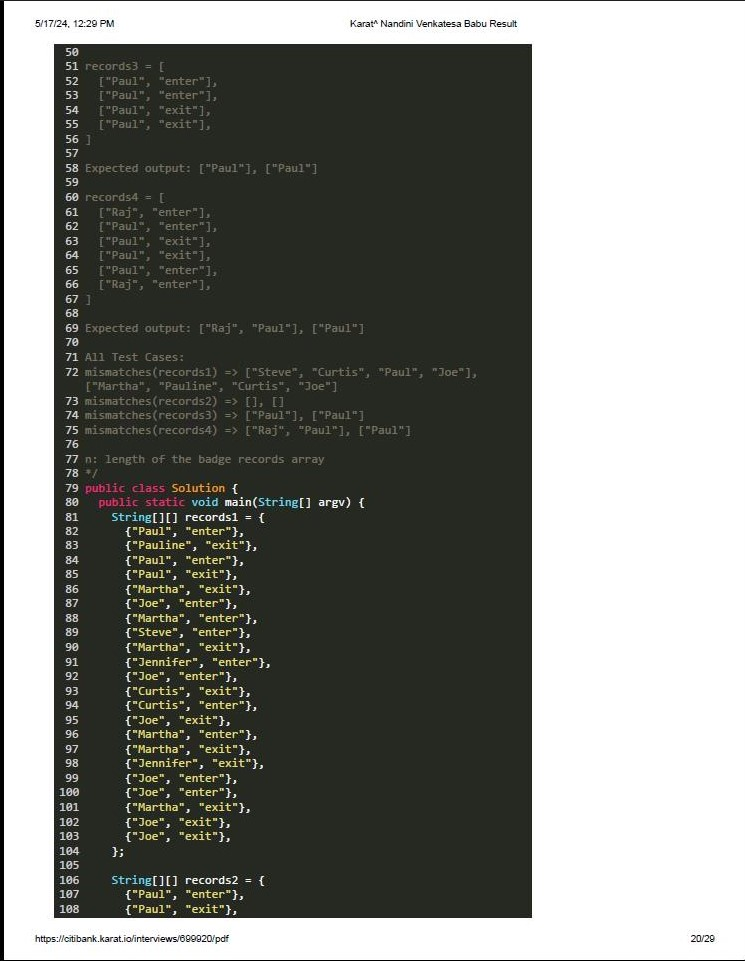 5/17/24, 12:29 PM
Karat^ Nandini Venkatesa Babu Result
50
51 records3 = [
52   ["Paul", "enter"],
53   ["Paul", "enter"],
54   ["Paul", "exit"],
55   ["Paul", "exit"],
56 ]
57
58 Expected output: ["Paul"], ["Paul"]
59
60 records4 = [
61   ["Raj", "enter"],
62   ["Paul", "enter"],
63   ["Paul", "exit"],
64   ["Paul", "exit"],
65   ["Paul", "enter"],
66   ["Raj", "enter"],
67 ]
68
69 Expected output: ["Raj", "Paul"], ["Paul"]
70
71 All Test Cases:
72 mismatches(records1) => ["Steve", "Curtis", "Paul", "Joe"],
["Martha", "Pauline", "Curtis", "Joe"]
73 mismatches(records2) => [], []
74 mismatches(records3) => ["Paul"], ["Paul"]
75 mismatches(records4) => ["Raj", "Paul"], ["Paul"]
76
77 n: length of the badge records array
78 */
79 public class Solution {
80   public static void main(String[] argv) {
81     String[][] records1 = {
82       {"Paul", "enter"},
83       {"Pauline", "exit"},
84       {"Paul", "enter"},
85       {"Paul", "exit"},
86       {"Martha", "exit"},
87       {"Joe", "enter"},
88       {"Martha", "enter"},
89       {"Steve", "enter"},
90       {"Martha", "exit"},
91       {"Jennifer", "enter"},
92       {"Joe", "enter"},
93       {"Curtis", "exit"},
94       {"Curtis", "enter"},
95       {"Joe", "exit"},
96       {"Martha", "enter"},
97       {"Martha", "exit"},
98       {"Jennifer", "exit"},
99       {"Joe", "enter"},
100       {"Joe", "enter"},
101       {"Martha", "exit"},
102       {"Joe", "exit"},
103       {"Joe", "exit"},
104     };
105
106     String[][] records2 = {
107       {"Paul", "enter"},
108       {"Paul", "exit"},
https://citibank.karat.io/interviews/699920/pdf
20/29